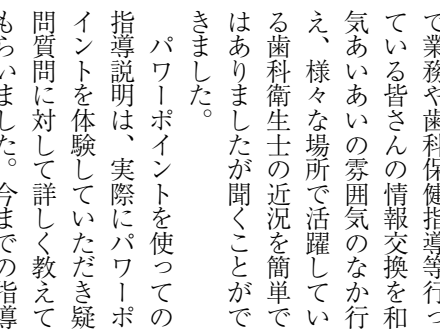 で業務や歯科保健指導等行っ
ている皆さんの情報交換を和
気あいあいの雰囲気のなか行
え、様々な場所で活躍してい
る歯科衛生士の近況を簡単で
はありましたが聞くことがで
きました。
パワーポイントを使っての
指導説明は、実際にパワーポ
イントを体験していただき疑
問質問に対して詳しく教えて
もらいました。今までの指導